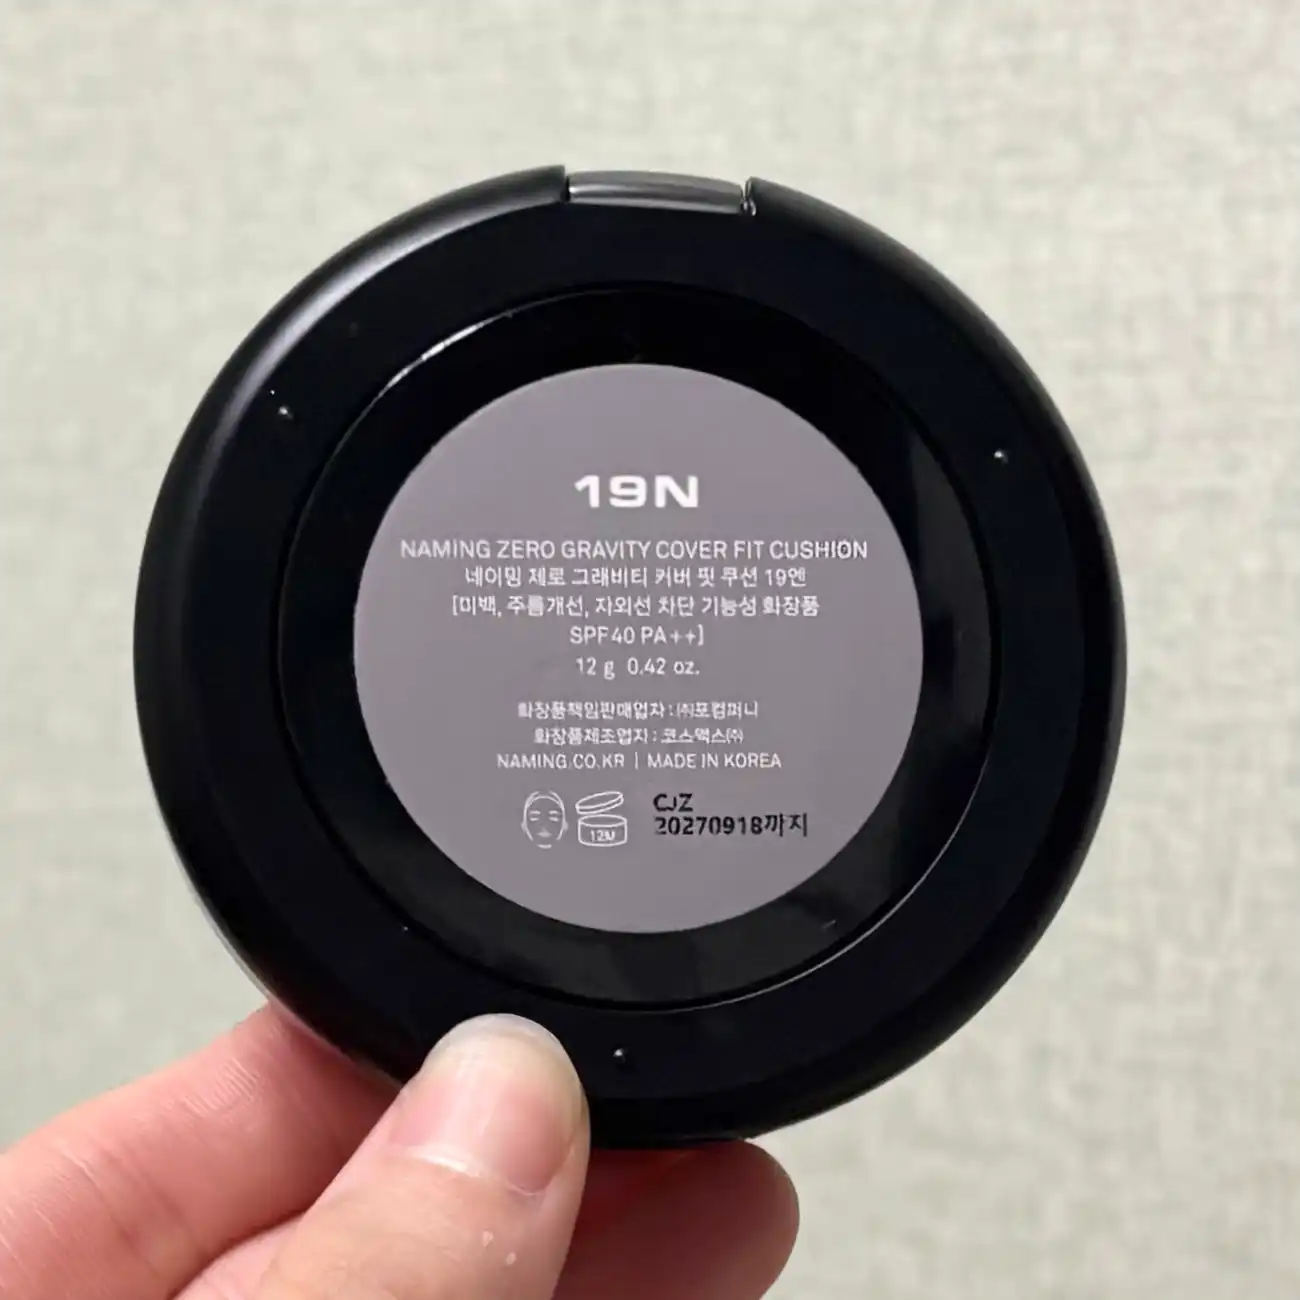 19N
NAMING ZERO GRAVITY COVER FIT CUSHION
네이밍 제로 그래비티 커버 핏 쿠션 19엔
[미백, 주름개선, 자외선 차단 기능성 화장품
SPF40 PA++]
12 g 0.42 oz.
화장품책임판매업자 : ㈜포컴퍼니
화장품제조업자 : 코스맥스㈜
NAMING.CO.KR | MADE IN KOREA
12M
CJZ
20270918까지